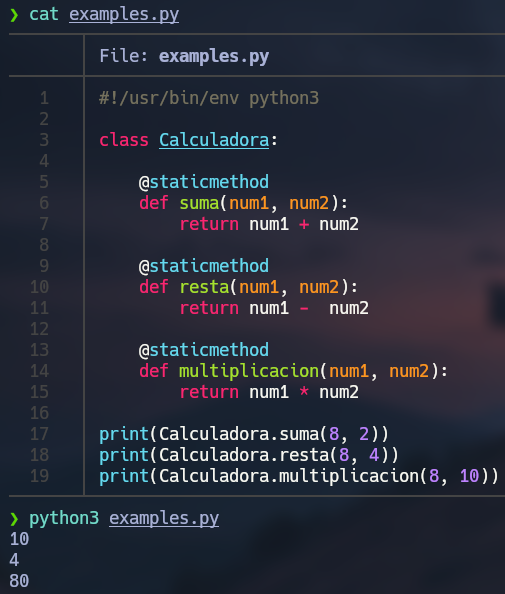 ❯ cat examples.py
File: examples.py
1 #!/usr/bin/env python3
2
3 class Calculadora:
4
5     @staticmethod
6     def suma(num1, num2):
7         return num1 + num2
8
9     @staticmethod
10     def resta(num1, num2):
11         return num1 -  num2
12
13     @staticmethod
14     def multiplicacion(num1, num2):
15         return num1 * num2
16
17 print(Calculadora.suma(8, 2))
18 print(Calculadora.resta(8, 4))
19 print(Calculadora.multiplicacion(8, 10))
❯ python3 examples.py
10
4
80